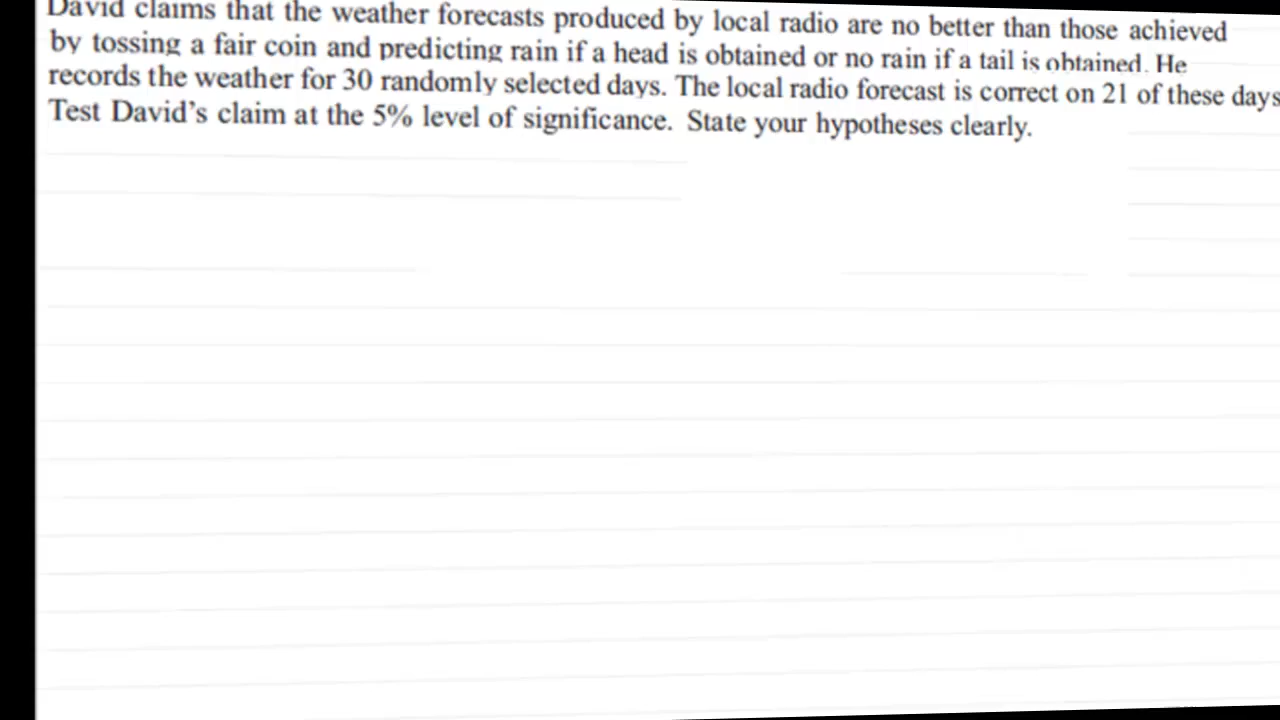 David claims that the weather forecasts produced by local radio are no better than those achieved
by tossing a fair coin and predicting rain if a head is obtained or no rain if a tail is obtained. He
records the weather for 30 randomly selected days. The local radio forecast is correct on 21 of these days
Test David's claim at the 5% level of significance. State your hypotheses clearly.